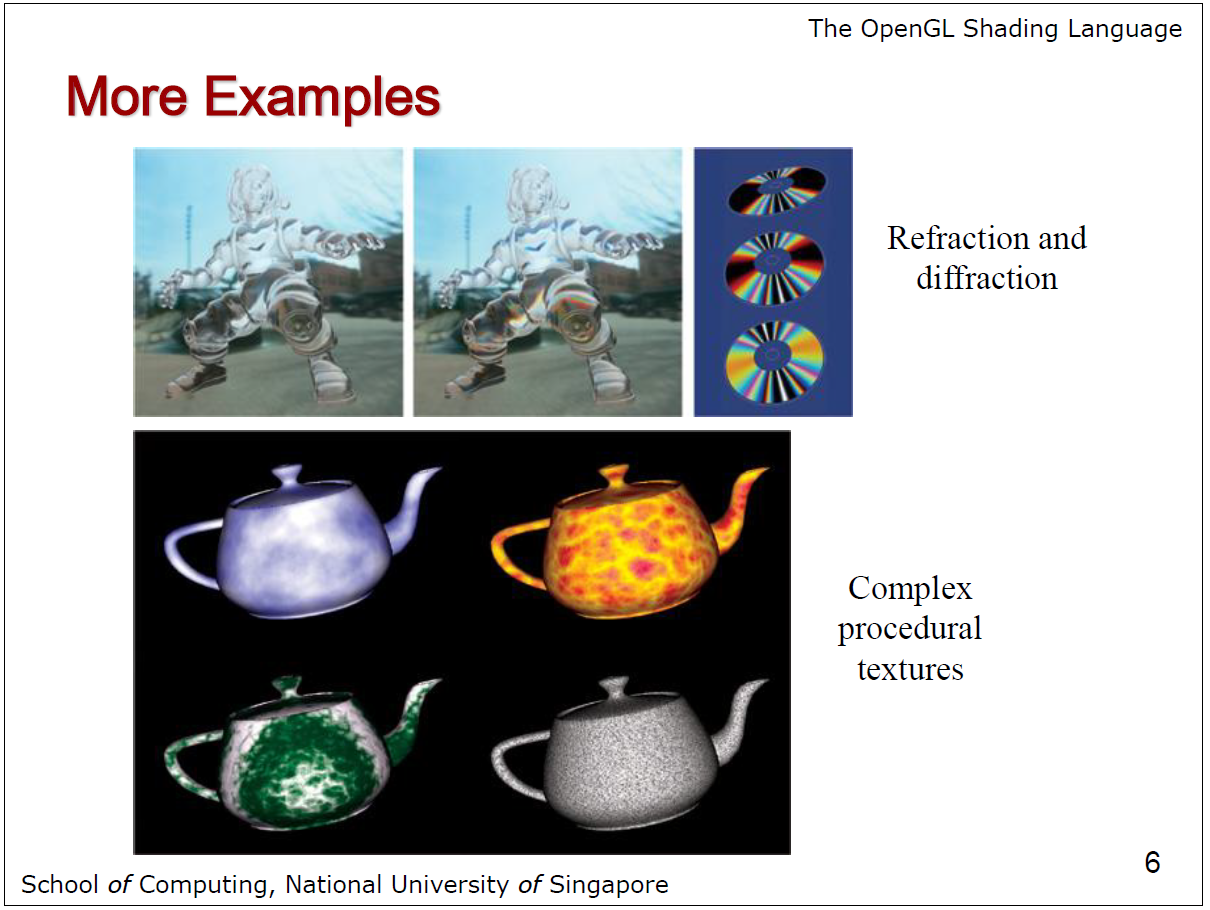 The OpenGL Shading Language
More Examples
Refraction and
diffraction
Complex
procedural
textures
6
School of Computing, National University of Singapore